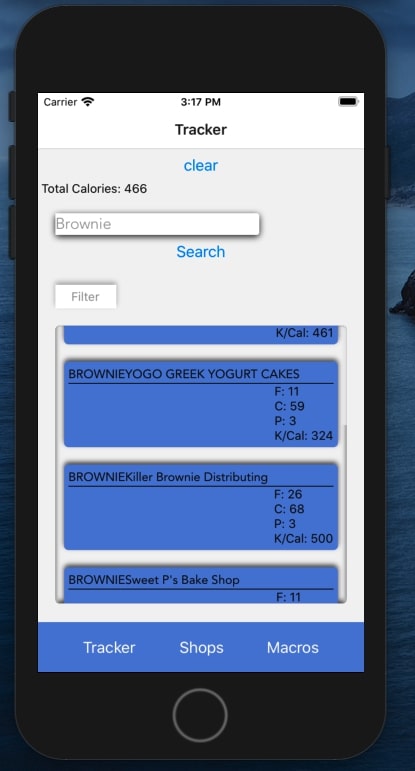 Carrier 3:17 PM
Tracker
clear
Total Calories: 466
Brownie
Search
Filter
K/Cal: 461
BROWNIEYOGO GREEK YOGURT CAKES
F: 11
C: 59
P: 3
K/Cal: 324
BROWNIEKiller Brownie Distributing
F: 26
C: 68
P: 3
K/Cal: 500
BROWNIESweet P's Bake Shop
F: 11
Tracker Shops Macros